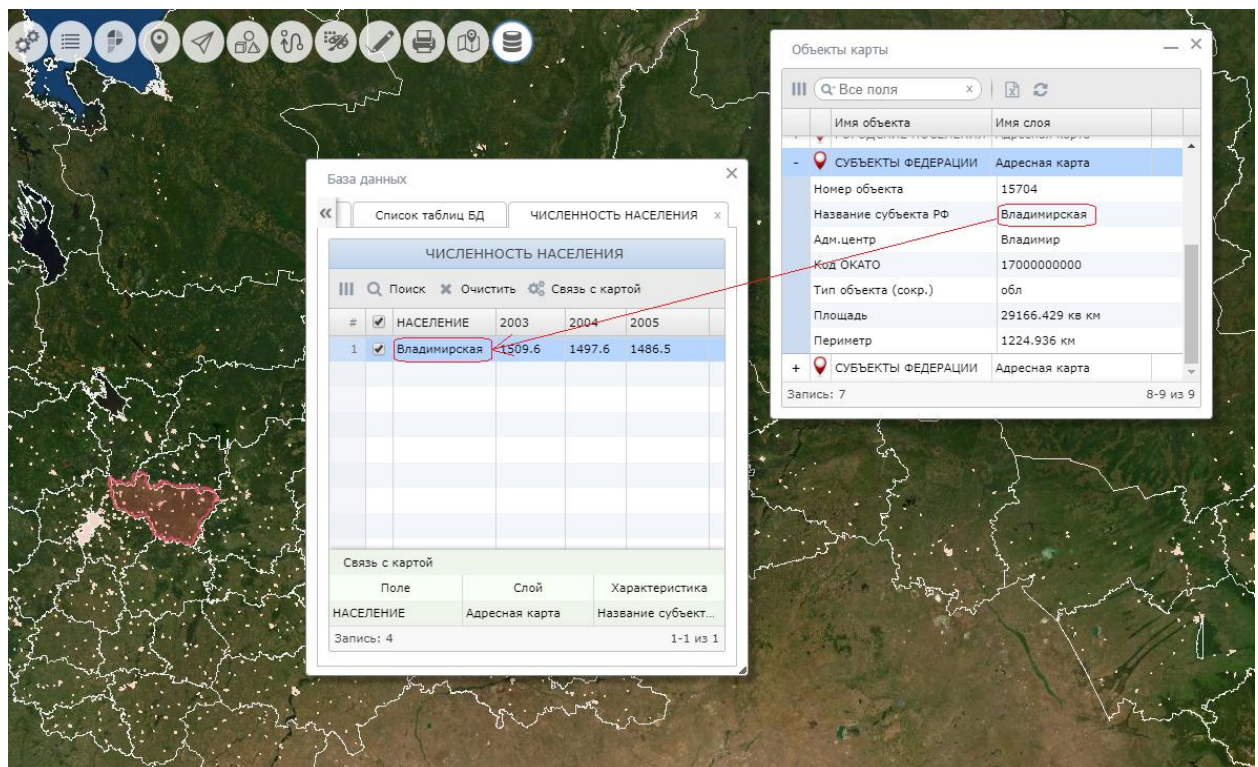 Объекты карты
Все поля x
Имя объекта Имя слоя
ГОРОДСКИЕ ПОСЕЛЕНИЯ Адресная карта
- СУБЪЕКТЫ ФЕДЕРАЦИИ Адресная карта
Номер объекта 15704
Название субъекта РФ Владимирская
Адм.центр Владимир
Код ОКАТО 17000000000
Тип объекта (сокр.) обл
Площадь 29166.429 кв км
Периметр 1224.936 км
+ СУБЪЕКТЫ ФЕДЕРАЦИИ Адресная карта
Запись: 7 8-9 из 9
База данных
« Список таблиц БД ЧИСЛЕННОСТЬ НАСЕЛЕНИЯ x
ЧИСЛЕННОСТЬ НАСЕЛЕНИЯ
Поиск Очистить Связь с картой
# НАСЕЛЕНИЕ 2003 2004 2005
1 Владимирская 1509.6 1497.6 1486.5
Связь с картой
Поле Слой Характеристика
НАСЕЛЕНИЕ Адресная карта Название субъект...
Запись: 4 1-1 из 1